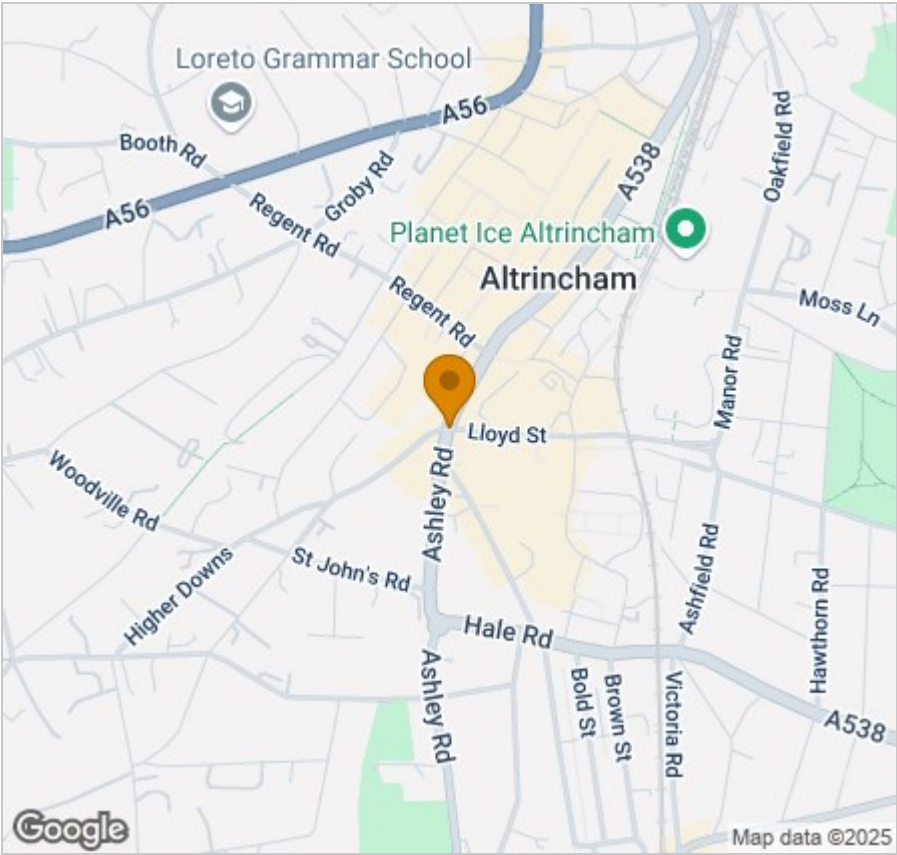 Loreto Grammar School
A56
Booth Rd
Groby Rd
A538
Oakfield Rd
A56
Regent Rd
Planet Ice Altrincham
Altrincham
Moss Ln
Regent Rd
Manor Rd
Lloyd St
Woodville Rd
Ashley Rd
St John's Rd
Higher Downs
Ashfield Rd
Hale Rd
Hawthorn Rd
Ashley Rd
Bold St
Brown St
Victoria Rd
A538
Google
Map data ©2025